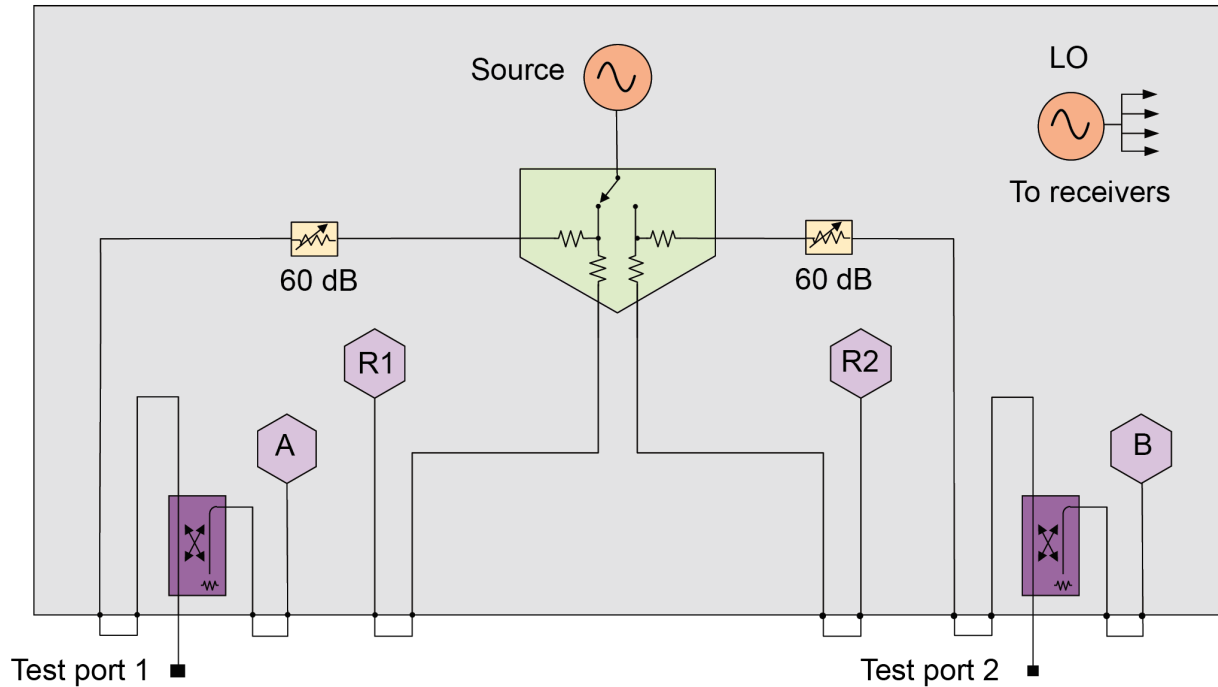 Source
LO
To receivers
60 dB
60 dB
R1
R2
A
B
Test port 1
Test port 2